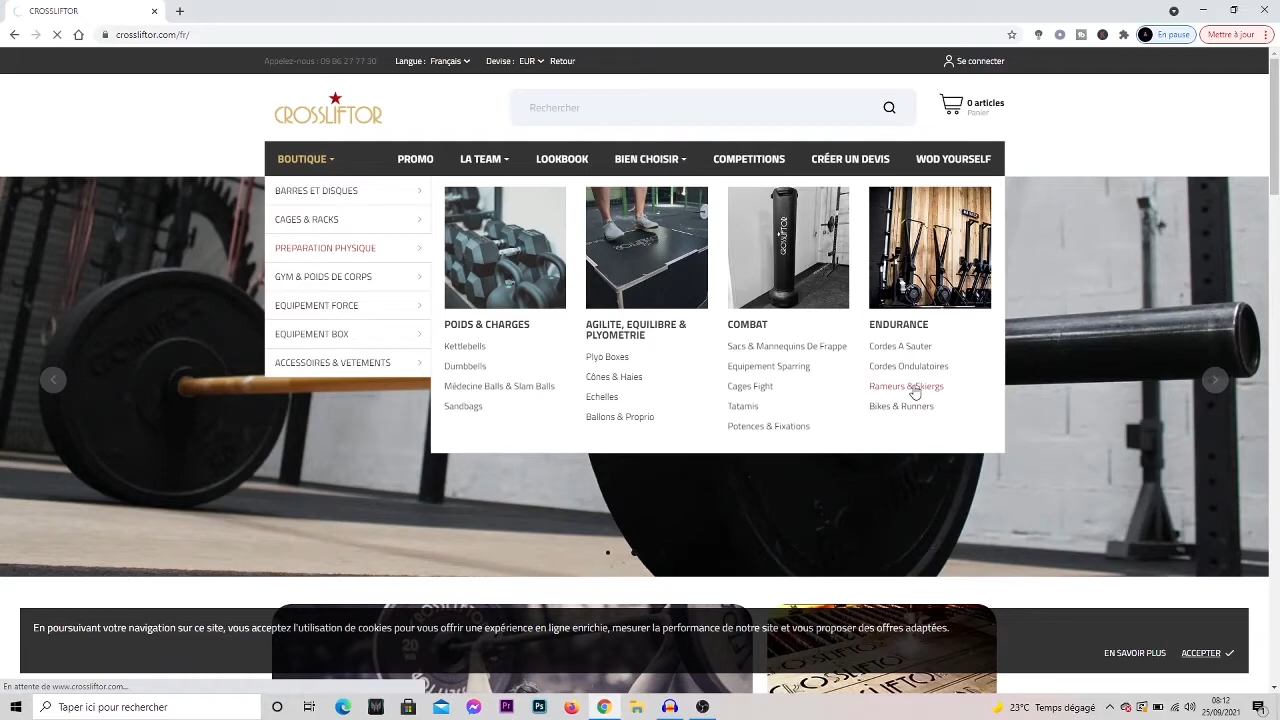 CROSSLIFTOR
crossliftor.com/fr/
En pause
Mettre à jour
Appelez-nous : 09 86 27 77 30
Langue : Français
Devise : EUR
Retour
Se connecter
CROSSLIFTOR
Rechercher
0 articles
Panier
BOUTIQUE
PROMO
LA TEAM
LOOKBOOK
BIEN CHOISIR
COMPETITIONS
CRÉER UN DEVIS
WOD YOURSELF
BARRES ET DISQUES
CAGES & RACKS
PREPARATION PHYSIQUE
GYM & POIDS DE CORPS
EQUIPEMENT FORCE
EQUIPEMENT BOX
ACCESSOIRES & VETEMENTS
POIDS & CHARGES
Kettlebells
Dumbbells
Médecine Balls & Slam Balls
Sandbags
AGILITE, EQUILIBRE &
PLYOMETRIE
Plyo Boxes
Cônes & Haies
Echelles
Ballons & Proprio
CROSSLIFTOR
COMBAT
Sacs & Mannequins De Frappe
Equipement Sparring
Cages Fight
Tatamis
Potences & Fixations
ENDURANCE
Cordes A Sauter
Cordes Ondulatoires
Rameurs & Skiergs
Bikes & Runners
En poursuivant votre navigation sur ce site, vous acceptez l'utilisation de cookies pour vous offrir une expérience en ligne enrichie, mesurer la performance de notre site et vous proposer des offres adaptées.
EN SAVOIR PLUS
ACCEPTER
20
CROSSLIFTOR
En attente de www.crossliftor.com...
Taper ici pour rechercher
23°C Temps dégagé
08:12
25/09/2021